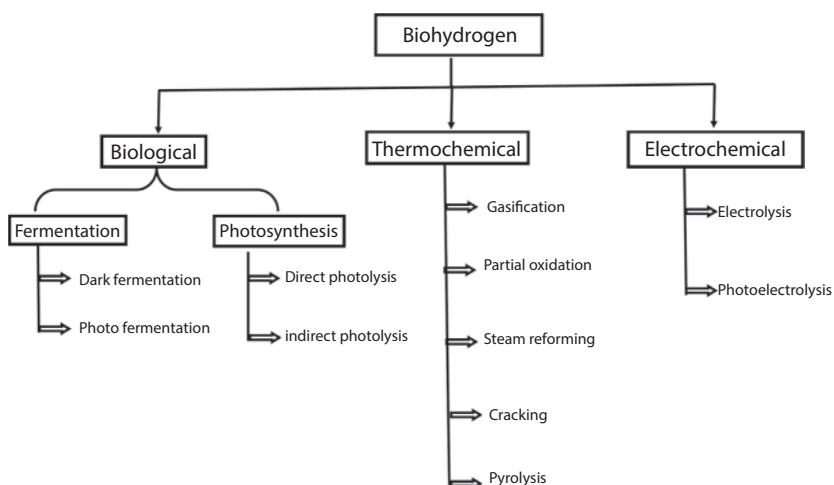 Biohydrogen
Biological
Thermochemical
Electrochemical
Fermentation
Photosynthesis
Dark fermentation
Photo fermentation
Direct photolysis
indirect photolysis
Gasification
Partial oxidation
Steam reforming
Cracking
Pyrolysis
Electrolysis
Photoelectrolysis